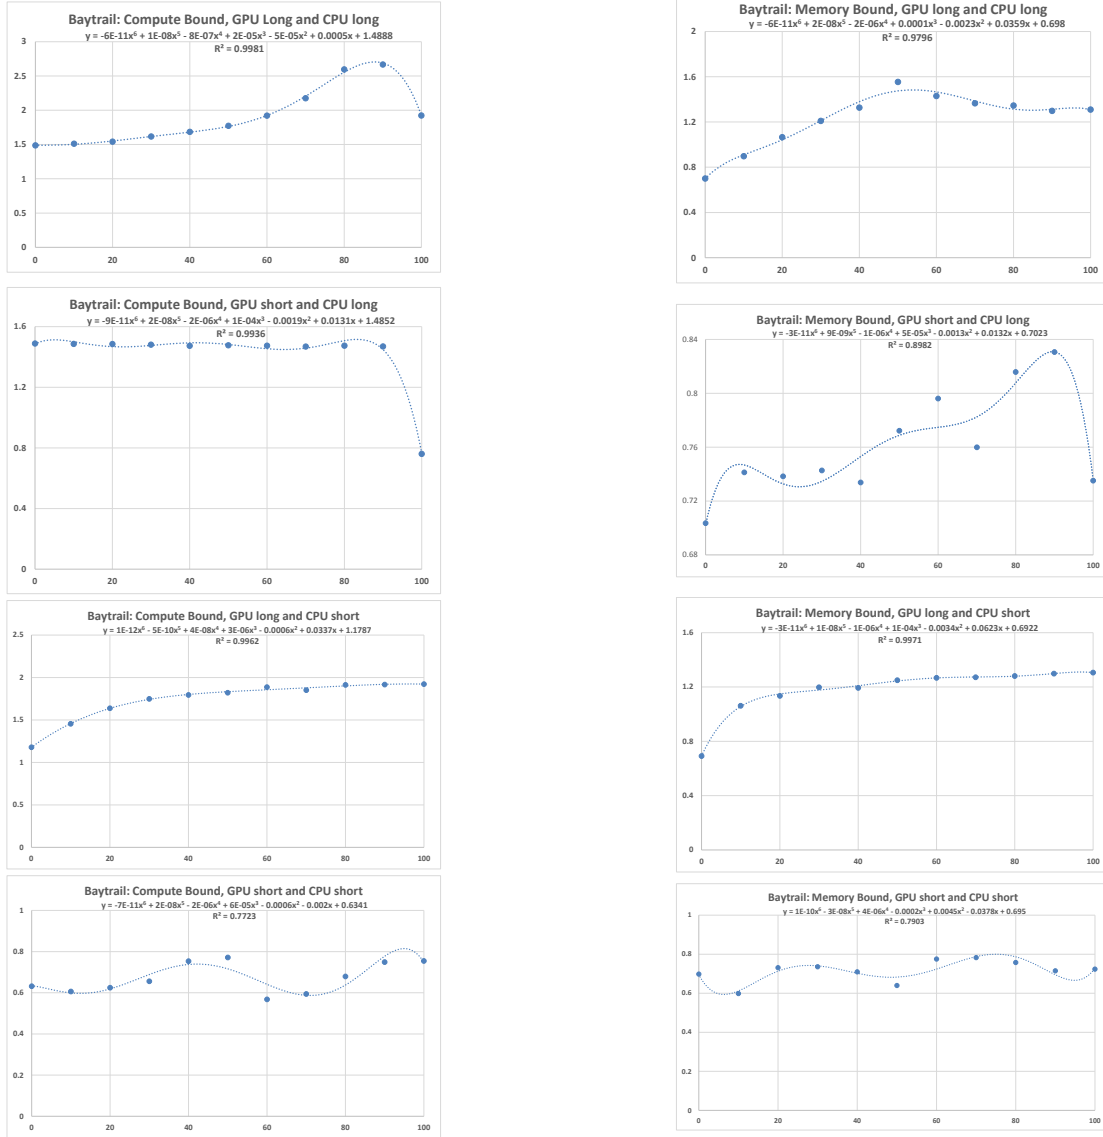 Baytrail: Compute Bound, GPU Long and CPU long
y = -6E-11x⁶ + 1E-08x⁵ - 8E-07x⁴ + 2E-05x³ - 5E-05x² + 0.0005x + 1.4888
R² = 0.9981
3
2.5
2
1.5
1
0.5
0
0 20 40 60 80 100
Baytrail: Memory Bound, GPU long and CPU long
y = -6E-11x⁶ + 2E-08x⁵ - 2E-06x⁴ + 0.0001x³ - 0.0023x² + 0.0359x + 0.698
R² = 0.9796
2
1.6
1.2
0.8
0.4
0
0 20 40 60 80 100
Baytrail: Compute Bound, GPU short and CPU long
y = -9E-11x⁶ + 2E-08x⁵ - 2E-06x⁴ + 1E-04x³ - 0.0019x² + 0.0131x + 1.4852
R² = 0.9936
1.6
1.2
0.8
0.4
0
0 20 40 60 80 100
Baytrail: Memory Bound, GPU short and CPU long
y = -3E-11x⁶ + 9E-09x⁵ - 1E-06x⁴ + 5E-05x³ - 0.0013x² + 0.0132x + 0.7023
R² = 0.8982
0.84
0.8
0.76
0.72
0.68
0 20 40 60 80 100
Baytrail: Compute Bound, GPU long and CPU short
y = 1E-12x⁶ - 5E-10x⁵ + 4E-08x⁴ + 3E-06x³ - 0.0006x² + 0.0337x + 1.1787
R² = 0.9962
2.5
2
1.5
1
0.5
0
0 20 40 60 80 100
Baytrail: Memory Bound, GPU long and CPU short
y = -3E-11x⁶ + 1E-08x⁵ - 1E-06x⁴ + 1E-04x³ - 0.0034x² + 0.0623x + 0.6922
R² = 0.9971
1.6
1.2
0.8
0.4
0
0 20 40 60 80 100
Baytrail: Compute Bound, GPU short and CPU short
y = -7E-11x⁶ + 2E-08x⁵ - 2E-06x⁴ + 6E-05x³ - 0.0006x² - 0.002x + 0.6341
R² = 0.7723
1
0.8
0.6
0.4
0.2
0
0 20 40 60 80 100
Baytrail: Memory Bound, GPU short and CPU short
y = 1E-10x⁶ - 3E-08x⁵ + 4E-06x⁴ - 0.0002x³ + 0.0045x² - 0.0378x + 0.695
R² = 0.7903
1
0.8
0.6
0.4
0.2
0
0 20 40 60 80 100